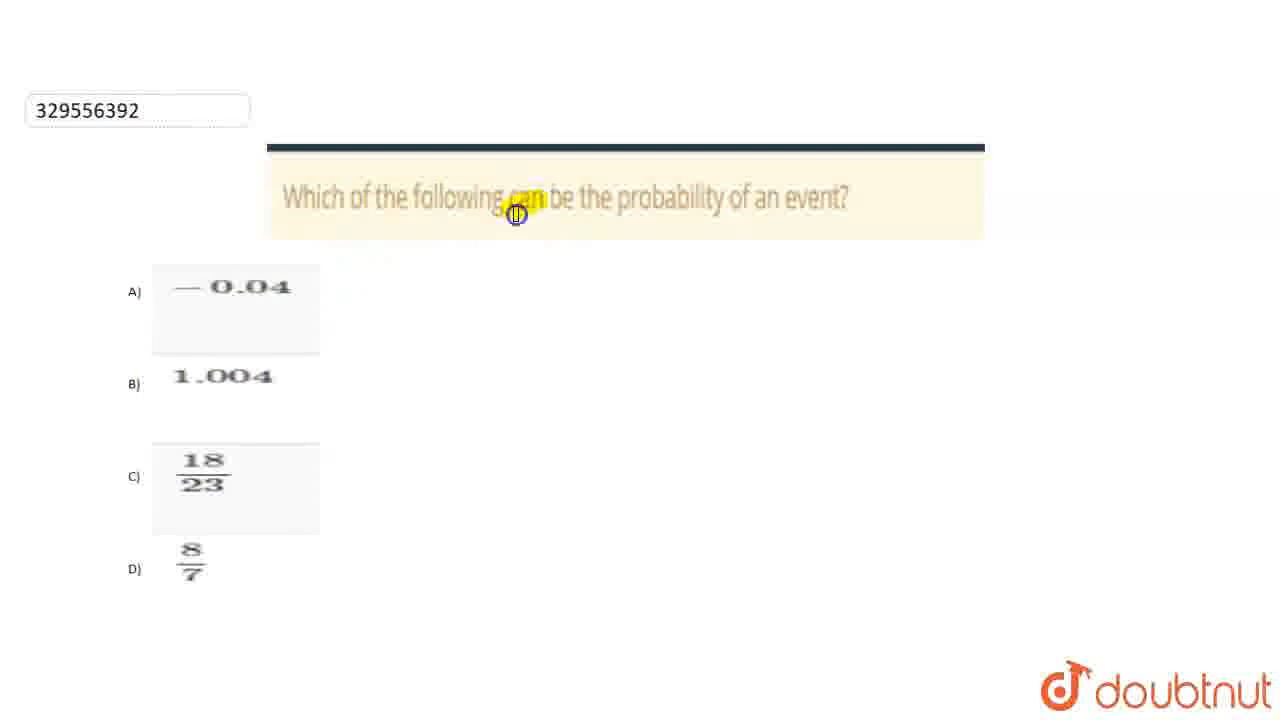 329556392
Which of the following can be the probability of an event?
A) − 0.04
B) 1.004
C) 18/23
D) 8/7
doubtnut